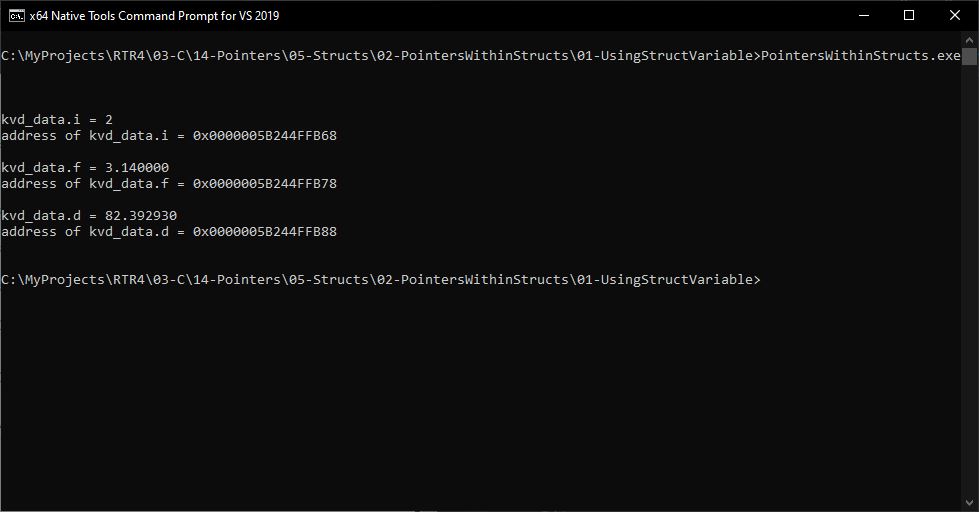 x64 Native Tools Command Prompt for VS 2019
C:\MyProjects\RTR4\03-C\14-Pointers\05-Structs\02-PointersWithinStructs\01-UsingStructVariable>PointersWithinStructs.exe
kvd_data.i = 2
address of kvd_data.i = 0x0000005B244FFB68
kvd_data.f = 3.140000
address of kvd_data.f = 0x0000005B244FFB78
kvd_data.d = 82.392930
address of kvd_data.d = 0x0000005B244FFB88
C:\MyProjects\RTR4\03-C\14-Pointers\05-Structs\02-PointersWithinStructs\01-UsingStructVariable>